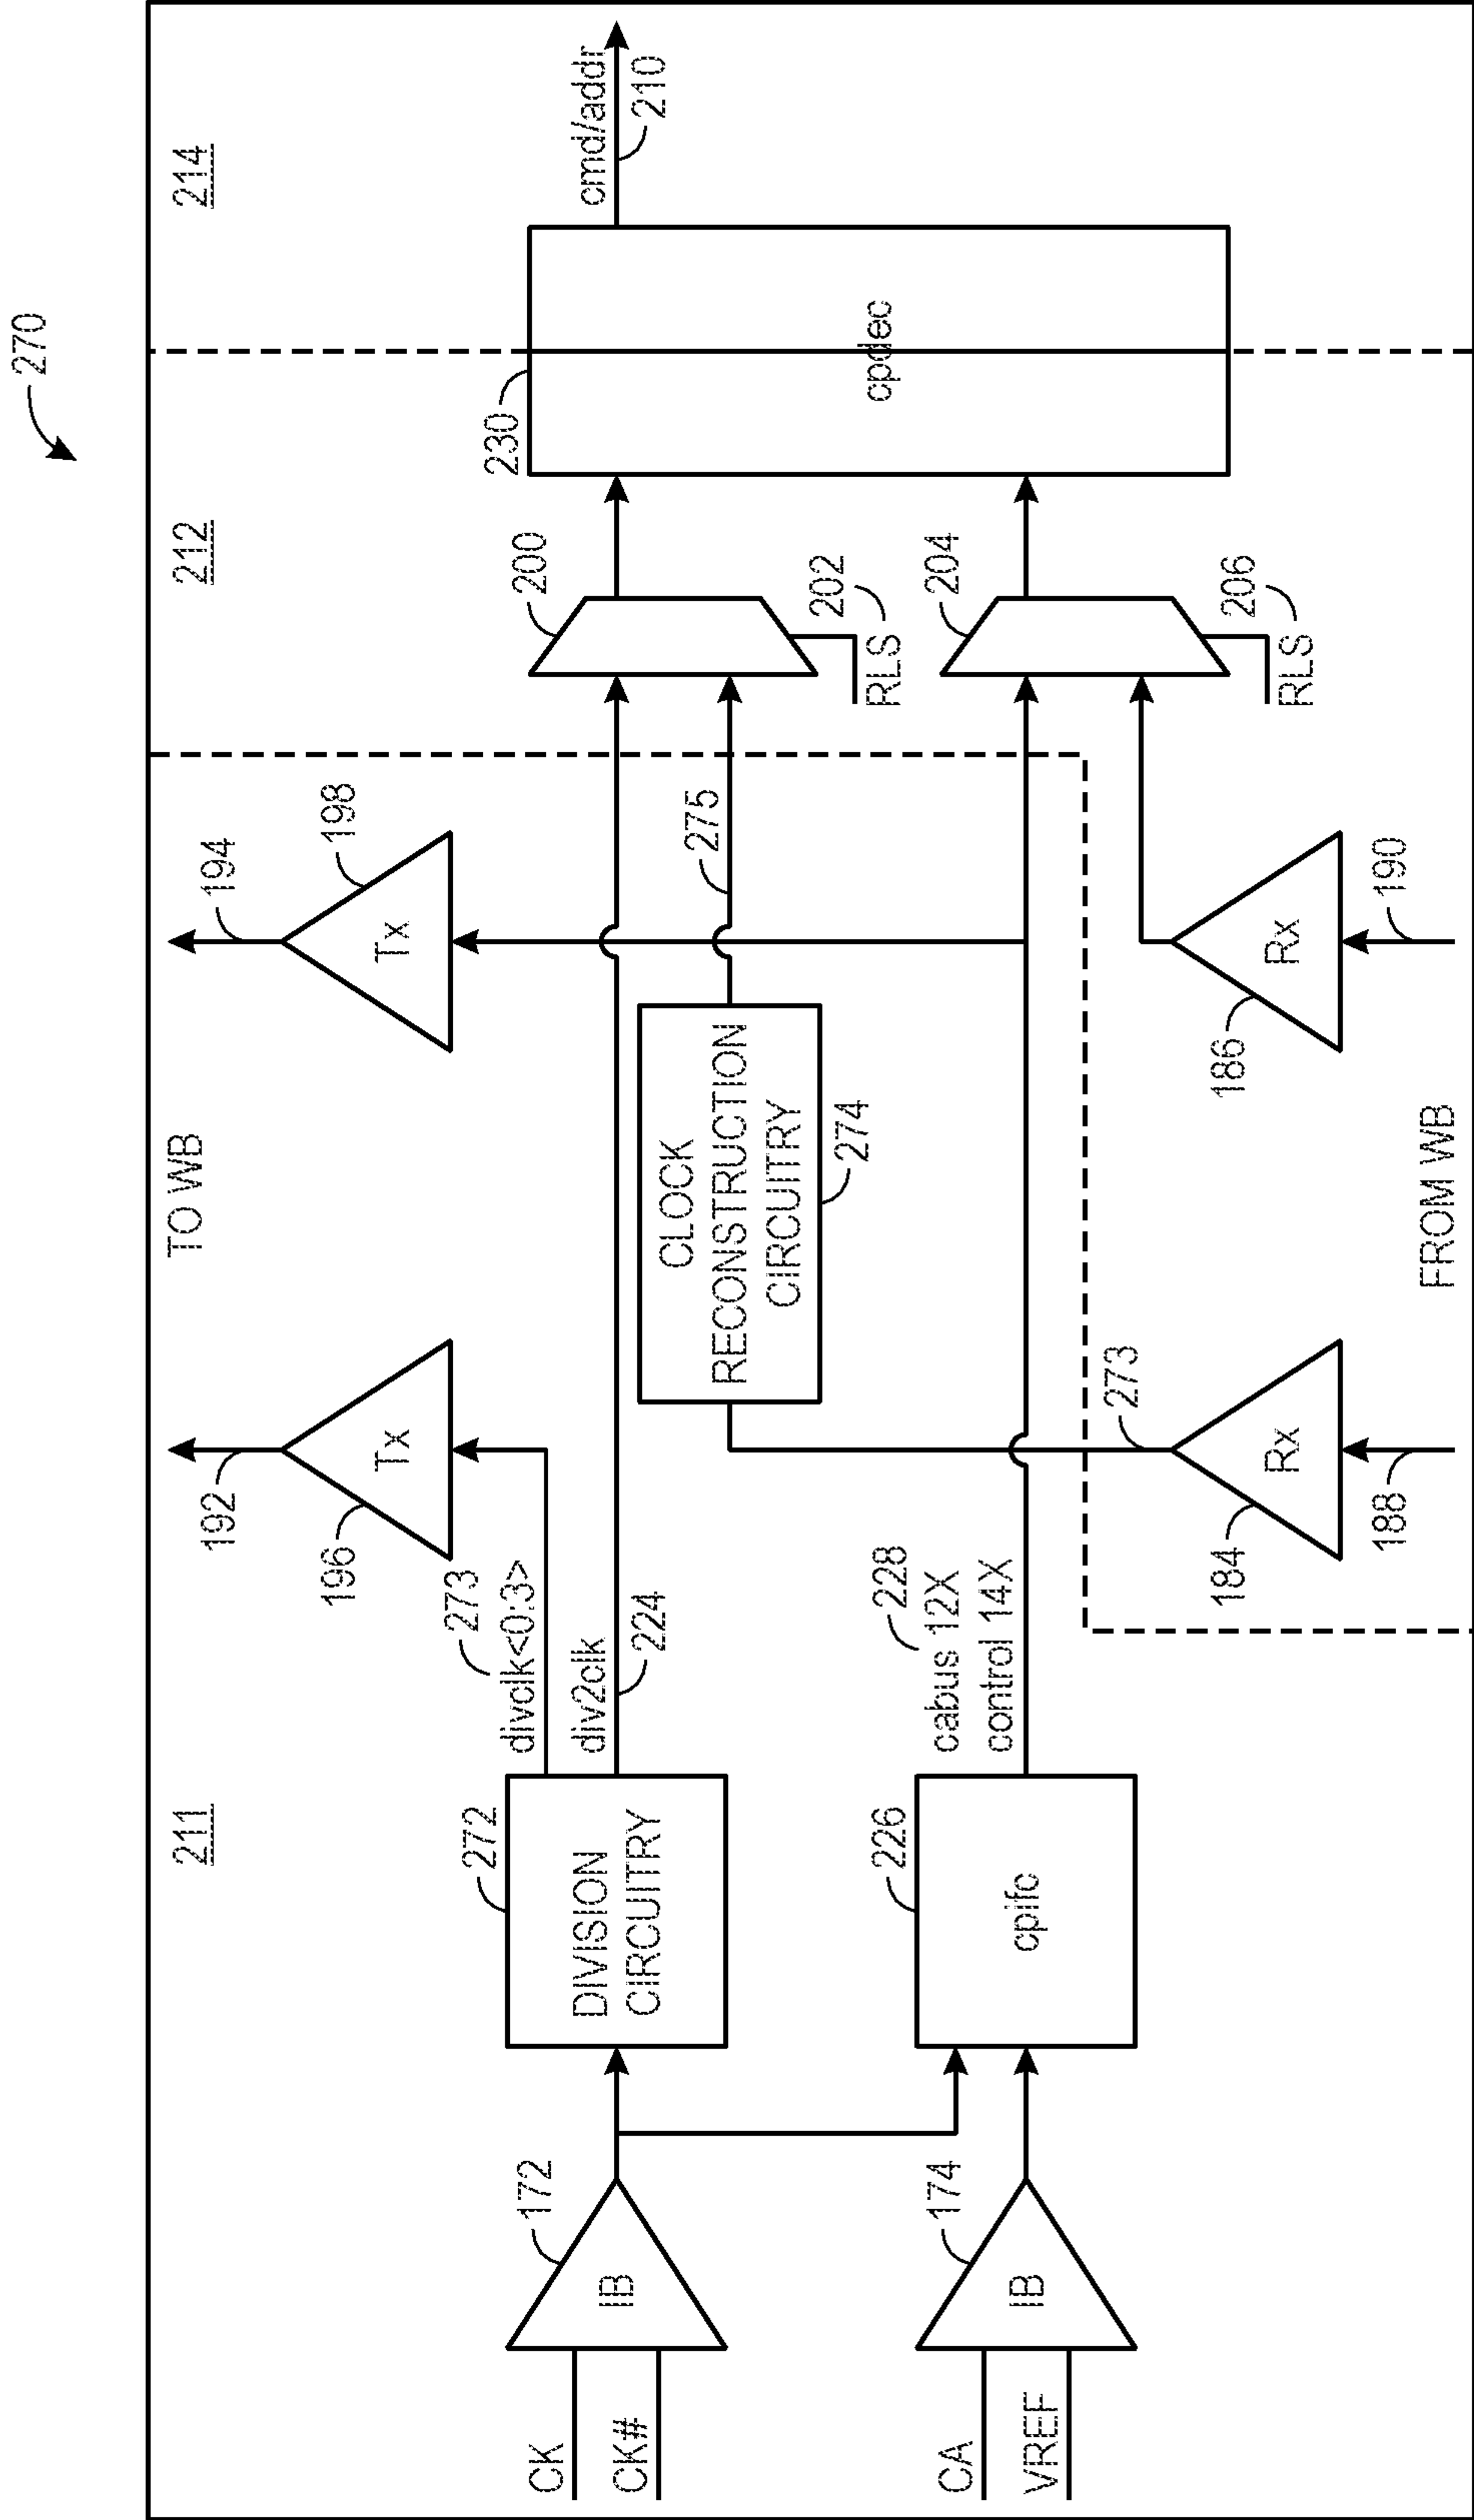 270
211
212
214
TO WB
192
194
196
Tx
198
Tx
273
divclk<0:3>
div2clk
224
272
DIVISION
CIRCUITRY
172
IB
CK
CK#
CLOCK
RECONSTRUCTION
CIRCUITRY
274
275
200
202
RLS
230
cpdec
cmd/addr
210
174
IB
CA
VREF
226
cpifc
228
cabus 12X
control 14X
204
206
RLS
273
184
Rx
188
186
Rx
190
FROM WB